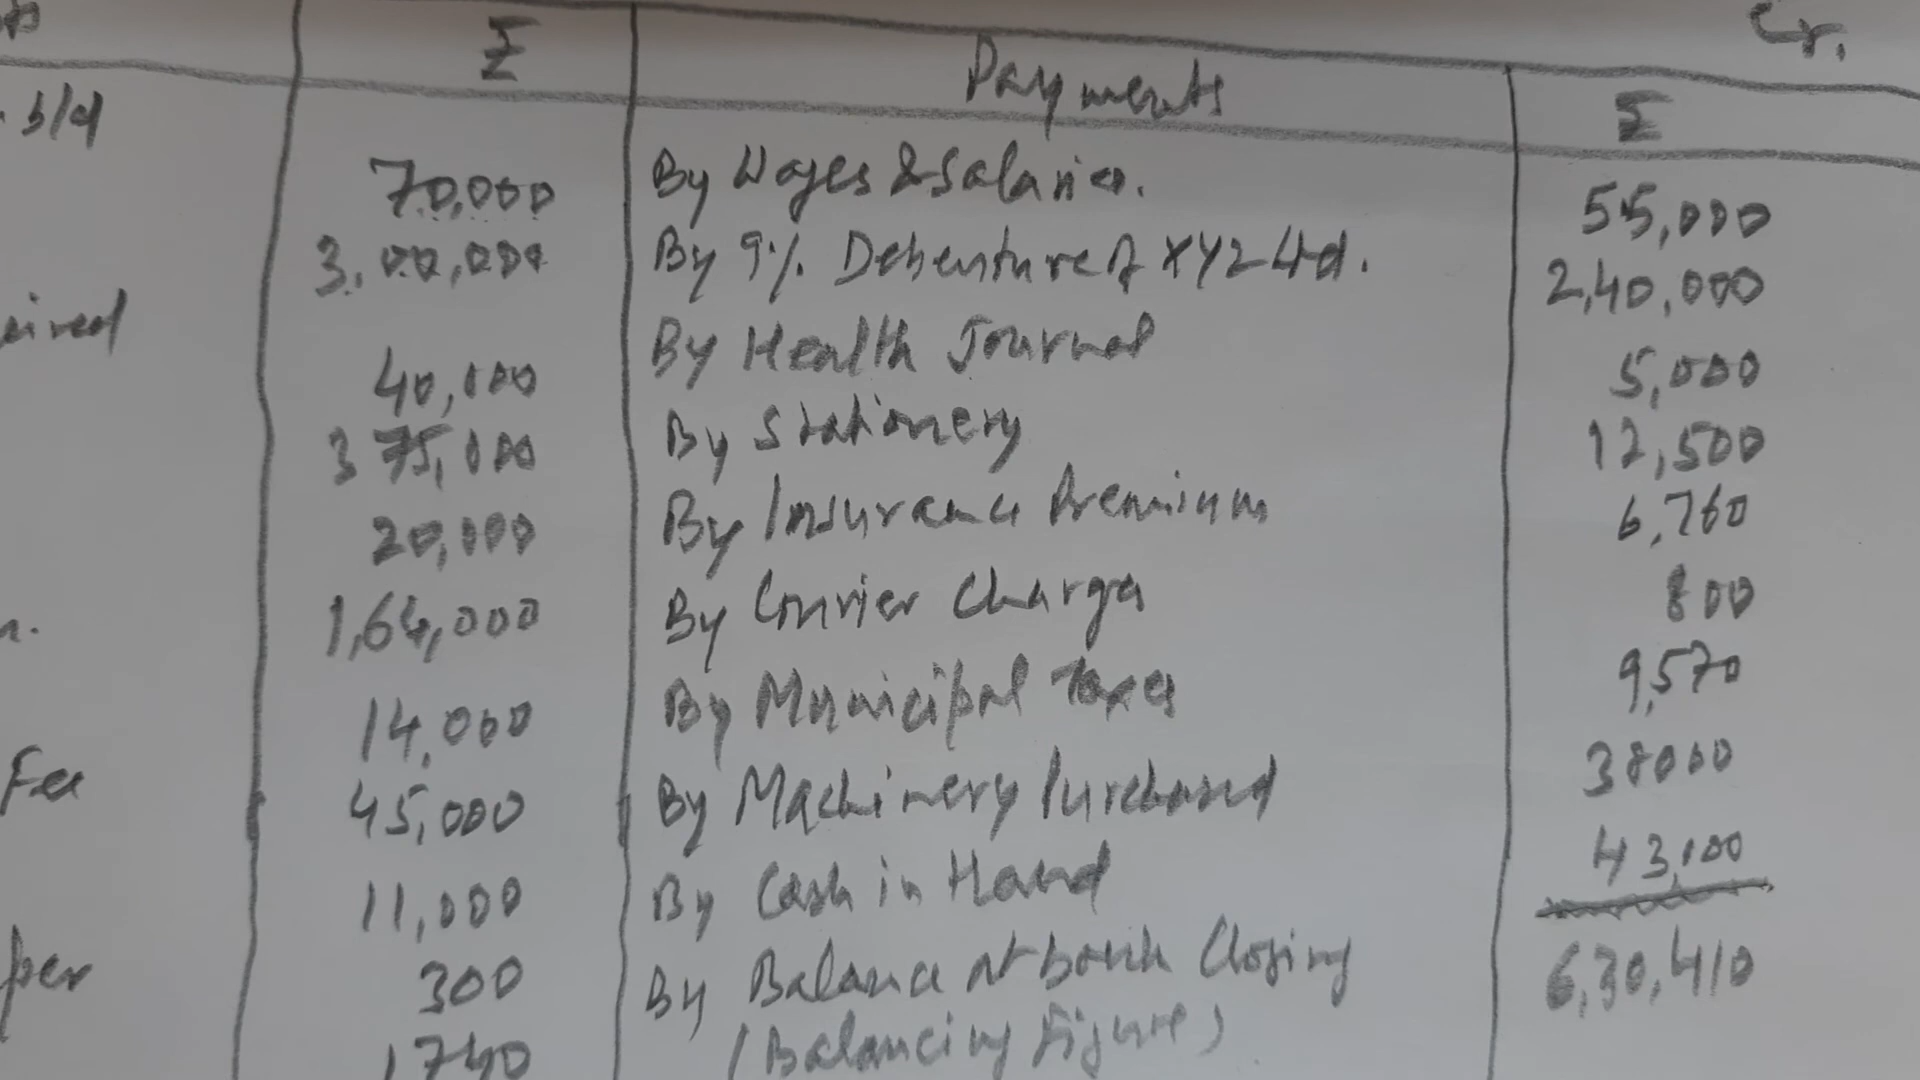 ₹ Payments Cr. ₹
b/d
70,000 By Wages & Salaries. 55,000
3,00,000 By 9% Debenture of XYZ Ltd. 2,40,000
By Health Journal 5,000
40,000
375,000 By Stationery 12,500
20,000 By Insurance Premium 6,760
1,64,000 By Courier Charges 800
14,000 By Municipal Taxes 9,570
Fee 45,000 By Machinery Purchased 38000
11,000 By Cash in Hand 43,100
per 300 By Balance at bank Closing 6,30,410
1740 (Balancing figure)